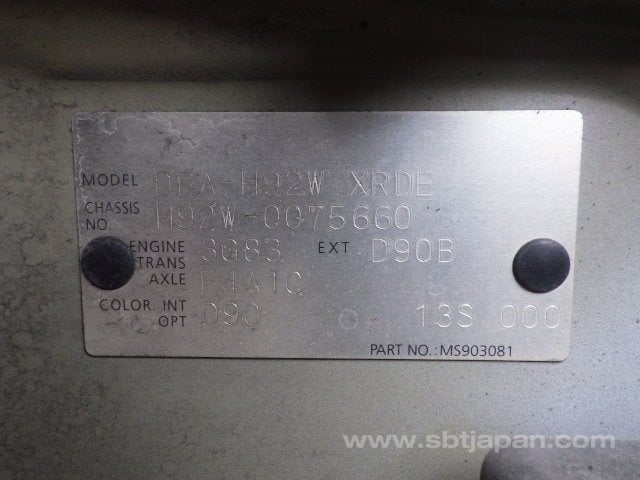 MODEL DBA-H92W XRDE
CHASSIS NO. H92W-0075660
ENGINE 3G83 EXT D90B
TRANS AXLE F4A1Q
COLOR. INT OPT D90 13S 000
PART NO.:MS903081
www.sbtjapan.com